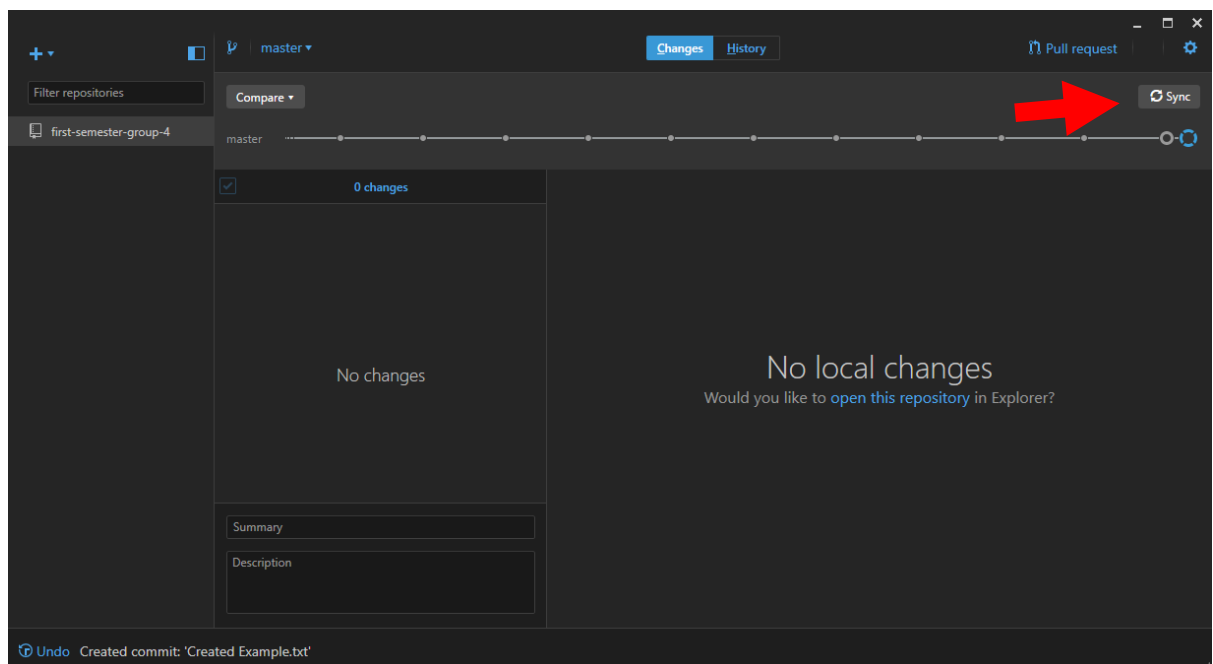 master
Changes
History
Pull request
Filter repositories
Compare
Sync
first-semester-group-4
master
0 changes
No changes
No local changes
Would you like to open this repository in Explorer?
Summary
Description
Undo Created commit: 'Created Example.txt'